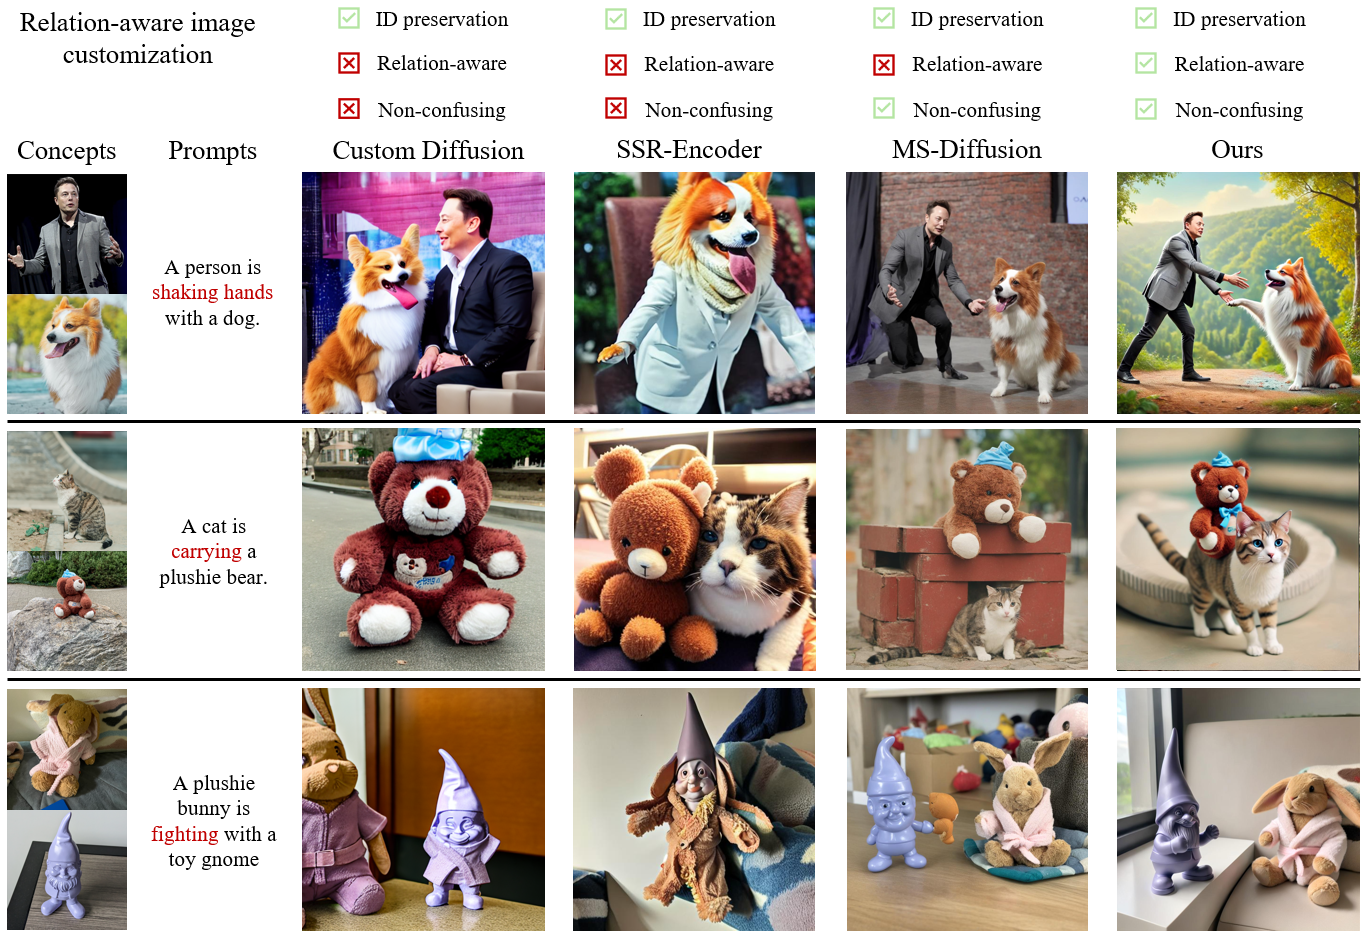 Relation-aware image
customization
ID preservation
Relation-aware
Non-confusing
ID preservation
Relation-aware
Non-confusing
ID preservation
Relation-aware
Non-confusing
ID preservation
Relation-aware
Non-confusing
Concepts
Prompts
Custom Diffusion
SSR-Encoder
MS-Diffusion
Ours
A person is
shaking hands
with a dog.
A cat is
carrying a
plushie bear.
A plushie
bunny is
fighting with a
toy gnome